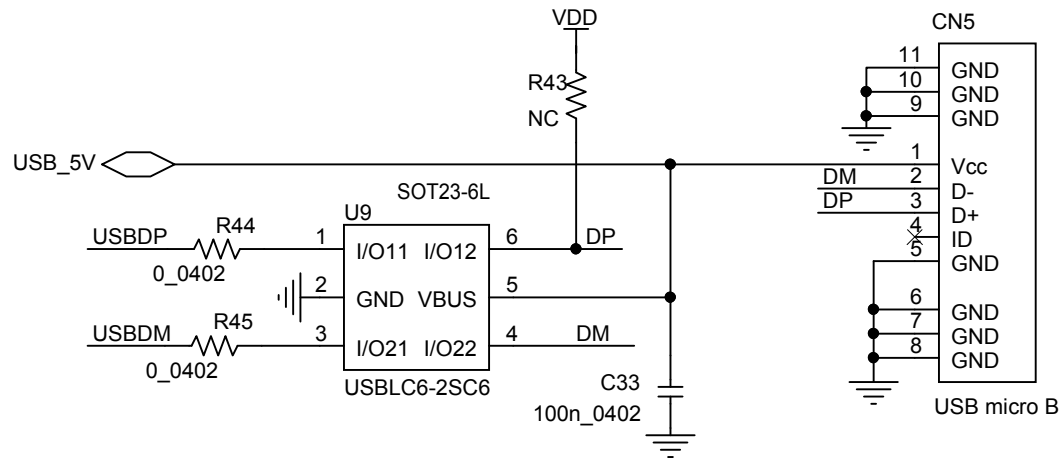 VDD
CN5
R43
NC
11 GND
10 GND
9 GND
USB_5V
1 Vcc
DM 2 D-
DP 3 D+
4 ID
5 GND
6 GND
7 GND
8 GND
USB micro B
SOT23-6L
U9
USBDP R44 1 I/O11 I/O12 6 DP
0_0402
2 GND VBUS 5
USBDM R45 3 I/O21 I/O22 4 DM
0_0402
USBLC6-2SC6
C33
100n_0402